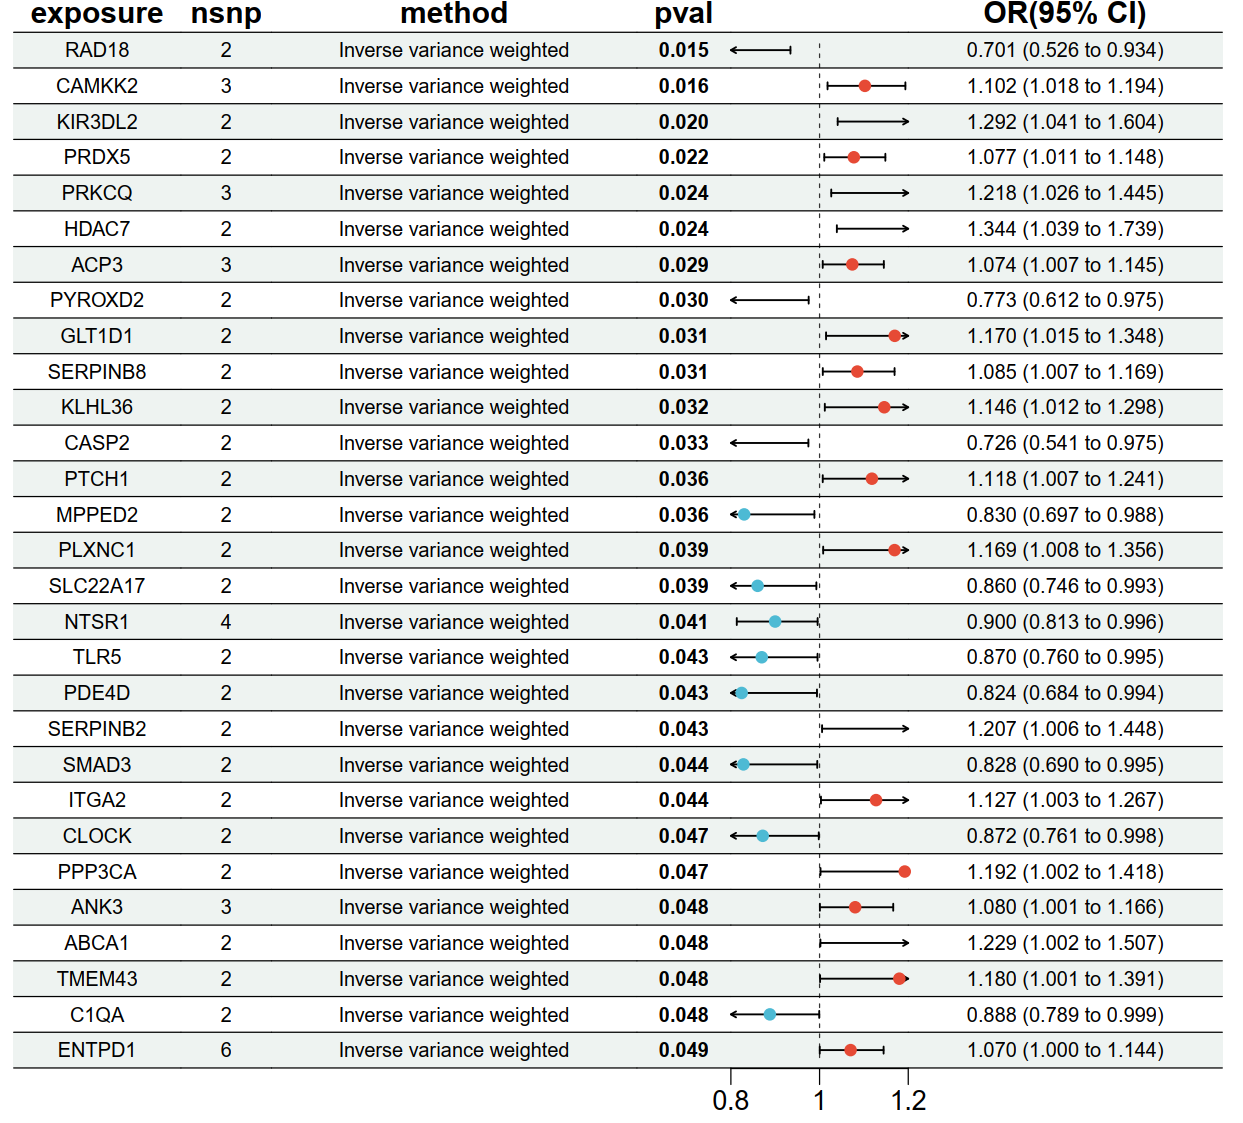 exposure nsnp method pval OR(95% CI)
RAD18 2 Inverse variance weighted 0.015 0.701 (0.526 to 0.934)
CAMKK2 3 Inverse variance weighted 0.016 1.102 (1.018 to 1.194)
KIR3DL2 2 Inverse variance weighted 0.020 1.292 (1.041 to 1.604)
PRDX5 2 Inverse variance weighted 0.022 1.077 (1.011 to 1.148)
PRKCQ 3 Inverse variance weighted 0.024 1.218 (1.026 to 1.445)
HDAC7 2 Inverse variance weighted 0.024 1.344 (1.039 to 1.739)
ACP3 3 Inverse variance weighted 0.029 1.074 (1.007 to 1.145)
PYROXD2 2 Inverse variance weighted 0.030 0.773 (0.612 to 0.975)
GLT1D1 2 Inverse variance weighted 0.031 1.170 (1.015 to 1.348)
SERPINB8 2 Inverse variance weighted 0.031 1.085 (1.007 to 1.169)
KLHL36 2 Inverse variance weighted 0.032 1.146 (1.012 to 1.298)
CASP2 2 Inverse variance weighted 0.033 0.726 (0.541 to 0.975)
PTCH1 2 Inverse variance weighted 0.036 1.118 (1.007 to 1.241)
MPPED2 2 Inverse variance weighted 0.036 0.830 (0.697 to 0.988)
PLXNC1 2 Inverse variance weighted 0.039 1.169 (1.008 to 1.356)
SLC22A17 2 Inverse variance weighted 0.039 0.860 (0.746 to 0.993)
NTSR1 4 Inverse variance weighted 0.041 0.900 (0.813 to 0.996)
TLR5 2 Inverse variance weighted 0.043 0.870 (0.760 to 0.995)
PDE4D 2 Inverse variance weighted 0.043 0.824 (0.684 to 0.994)
SERPINB2 2 Inverse variance weighted 0.043 1.207 (1.006 to 1.448)
SMAD3 2 Inverse variance weighted 0.044 0.828 (0.690 to 0.995)
ITGA2 2 Inverse variance weighted 0.044 1.127 (1.003 to 1.267)
CLOCK 2 Inverse variance weighted 0.047 0.872 (0.761 to 0.998)
PPP3CA 2 Inverse variance weighted 0.047 1.192 (1.002 to 1.418)
ANK3 3 Inverse variance weighted 0.048 1.080 (1.001 to 1.166)
ABCA1 2 Inverse variance weighted 0.048 1.229 (1.002 to 1.507)
TMEM43 2 Inverse variance weighted 0.048 1.180 (1.001 to 1.391)
C1QA 2 Inverse variance weighted 0.048 0.888 (0.789 to 0.999)
ENTPD1 6 Inverse variance weighted 0.049 1.070 (1.000 to 1.144)
0.8 1 1.2